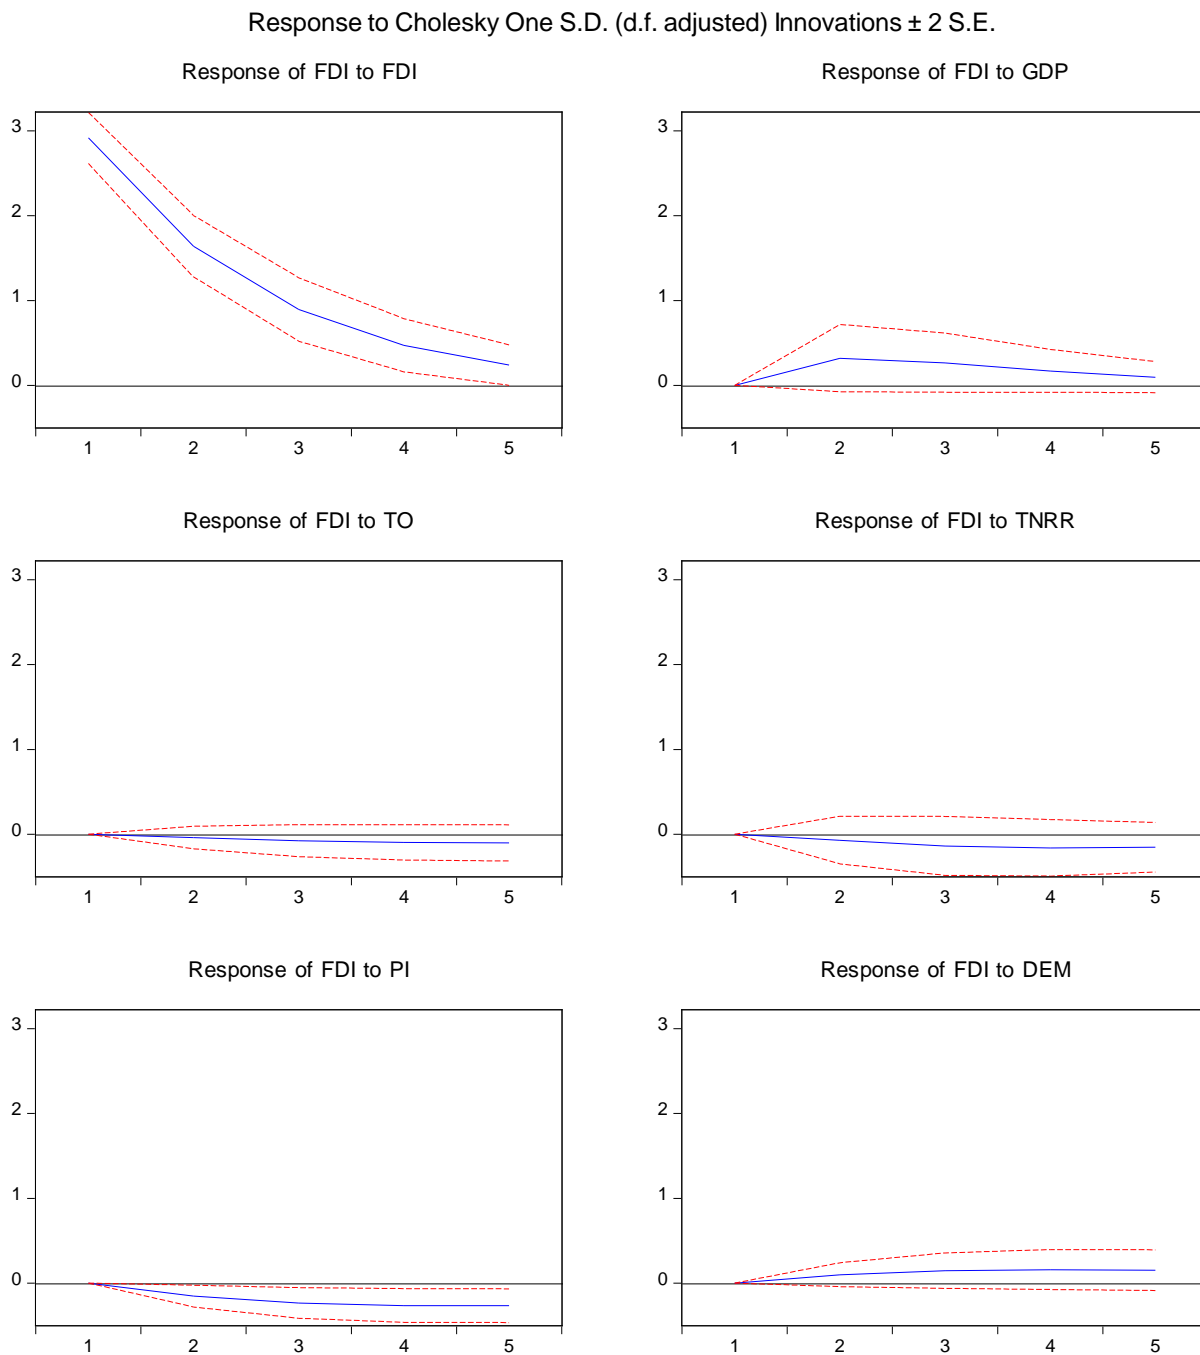 Response to Cholesky One S.D. (d.f. adjusted) Innovations ± 2 S.E.
Response of FDI to FDI
3
2
1
0
1 2 3 4 5
Response of FDI to GDP
3
2
1
0
1 2 3 4 5
Response of FDI to TO
3
2
1
0
1 2 3 4 5
Response of FDI to TNRR
3
2
1
0
1 2 3 4 5
Response of FDI to PI
3
2
1
0
1 2 3 4 5
Response of FDI to DEM
3
2
1
0
1 2 3 4 5